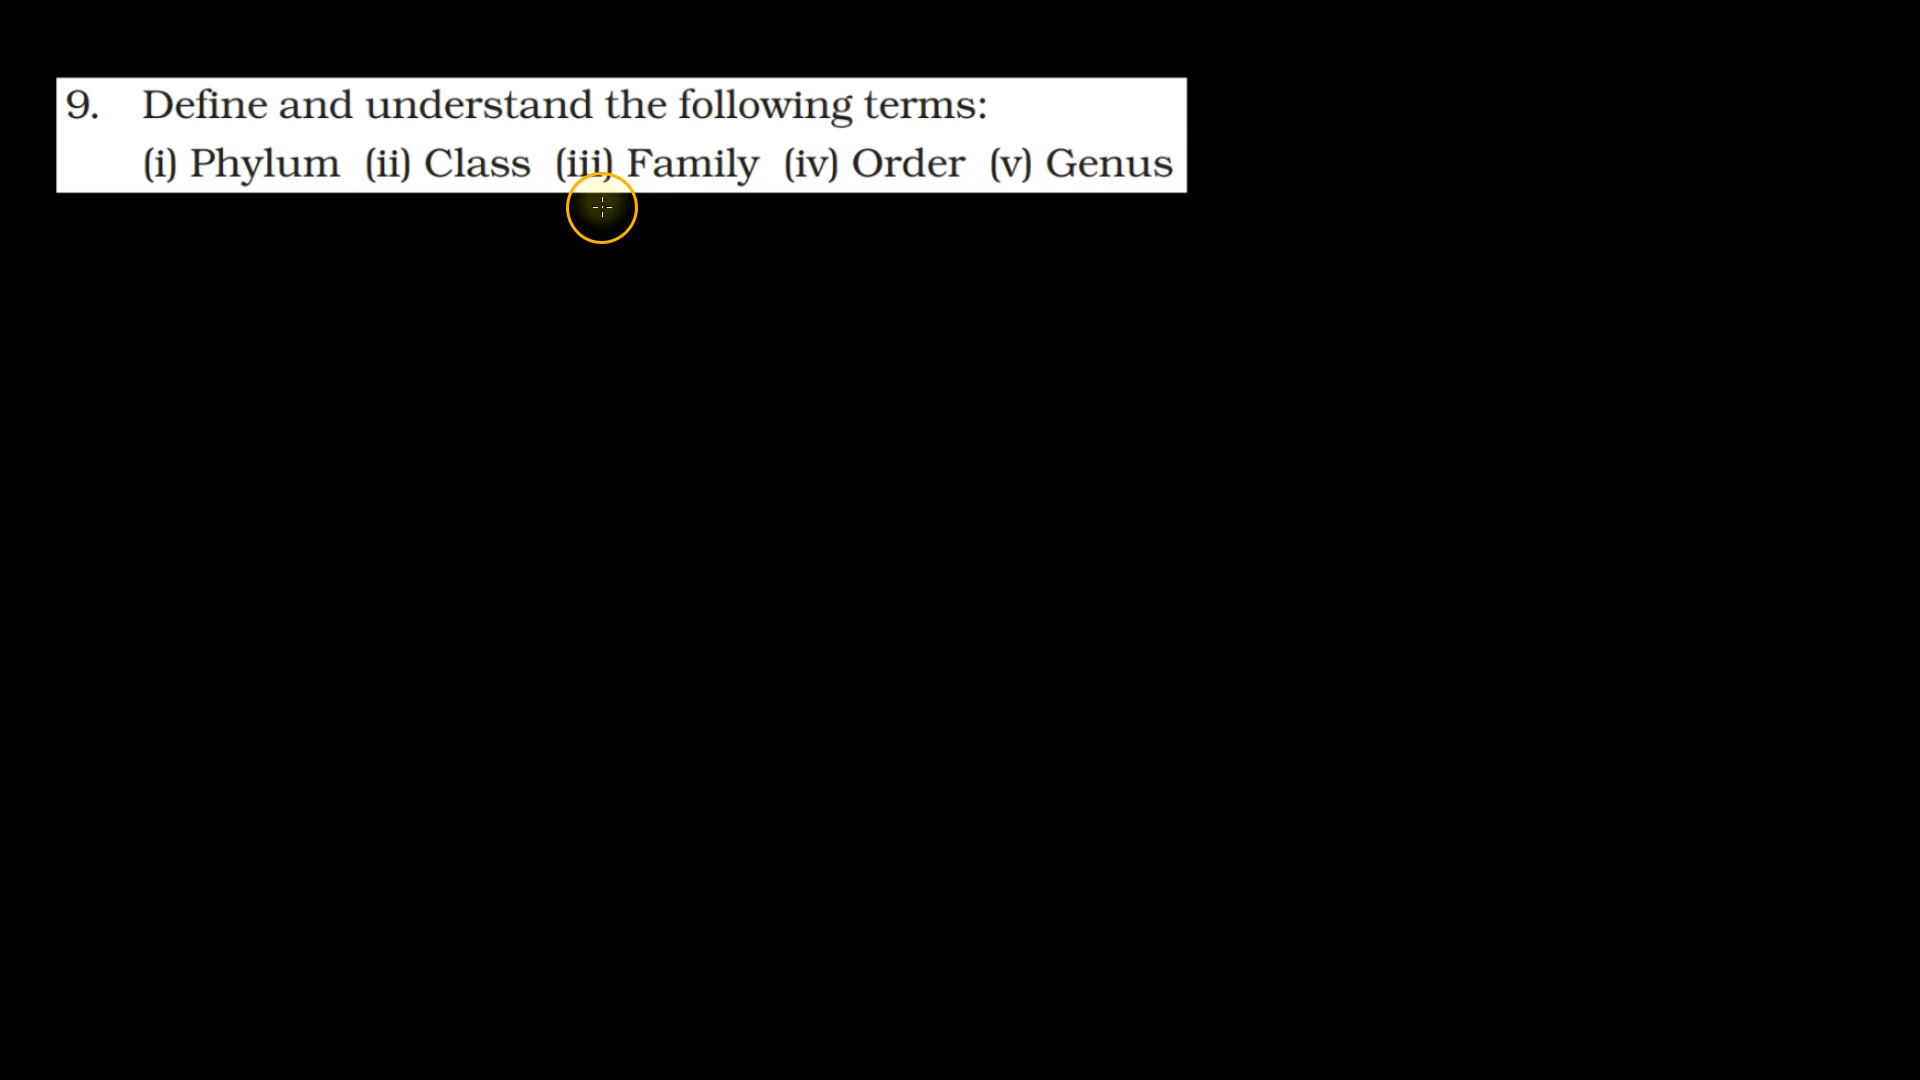 9. Define and understand the following terms:
(i) Phylum (ii) Class (iii) Family (iv) Order (v) Genus